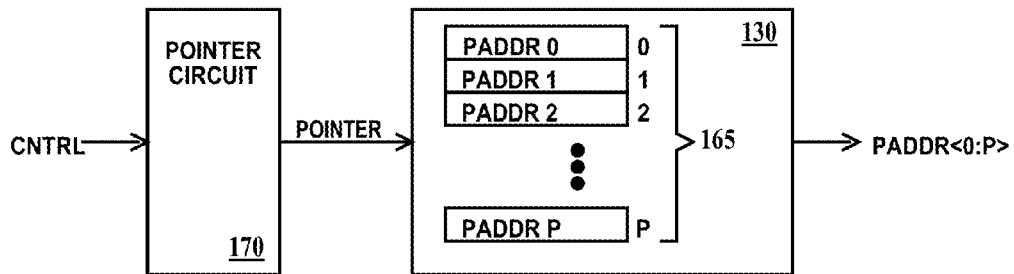 CNTRL
POINTER
CIRCUIT
170
POINTER
130
PADDR 0 0
PADDR 1 1
PADDR 2 2
165
PADDR P P
PADDR<0:P>